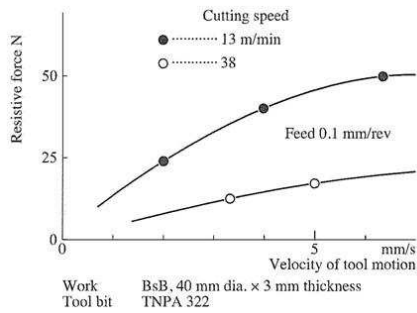 Cutting speed
13 m/min
38
Resistive force N
50
25
0
Feed 0.1 mm/rev
0
5
mm/s
Velocity of tool motion
Work BsB, 40 mm dia. × 3 mm thickness
Tool bit TNPA 322